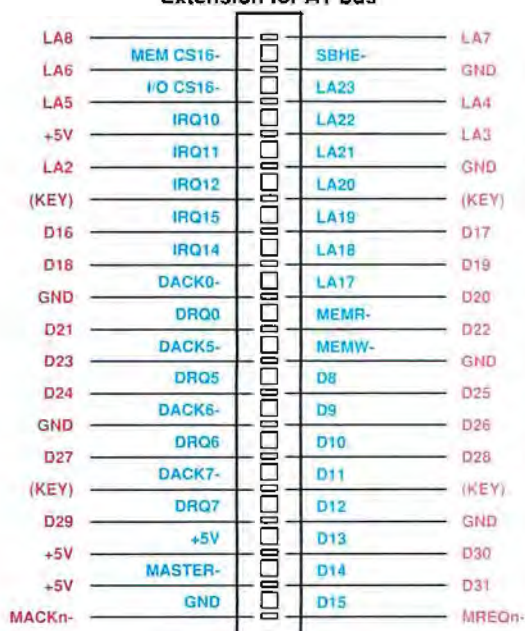 Extension for AT bus
LA8 LA7
MEM CS16- SBHE-
LA6 GND
I/O CS16- LA23
LA5 LA4
IRQ10 LA22
+5V LA3
IRQ11 LA21
LA2 GND
IRQ12 LA20
(KEY) (KEY)
IRQ15 LA19
D16 D17
IRQ14 LA18
D18 D19
DACK0- LA17
GND D20
DRQ0 MEMR-
D21 D22
DACK5- MEMW-
D23 GND
DRQ5 D8
D24 D25
DACK6- D9
GND D26
DRQ6 D10
D27 D28
DACK7- D11
(KEY) (KEY)
DRQ7 D12
D29 GND
+5V D13
+5V D30
MASTER- D14
+5V D31
GND D15
MACKn- MREQn-